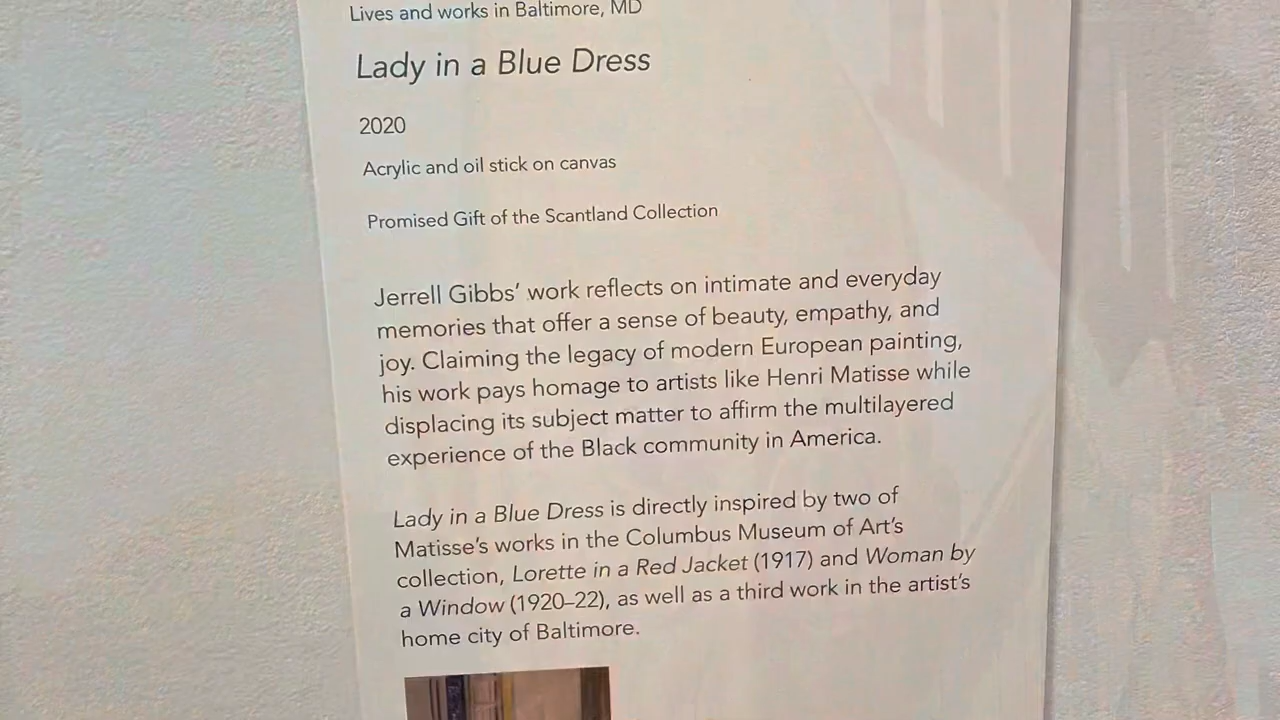 Lives and works in Baltimore, MD
Lady in a Blue Dress
2020
Acrylic and oil stick on canvas
Promised Gift of the Scantland Collection
Jerrell Gibbs’ work reflects on intimate and everyday
memories that offer a sense of beauty, empathy, and
joy. Claiming the legacy of modern European painting,
his work pays homage to artists like Henri Matisse while
displacing its subject matter to affirm the multilayered
experience of the Black community in America.
Lady in a Blue Dress is directly inspired by two of
Matisse’s works in the Columbus Museum of Art’s
collection, Lorette in a Red Jacket (1917) and Woman by
a Window (1920–22), as well as a third work in the artist’s
home city of Baltimore.